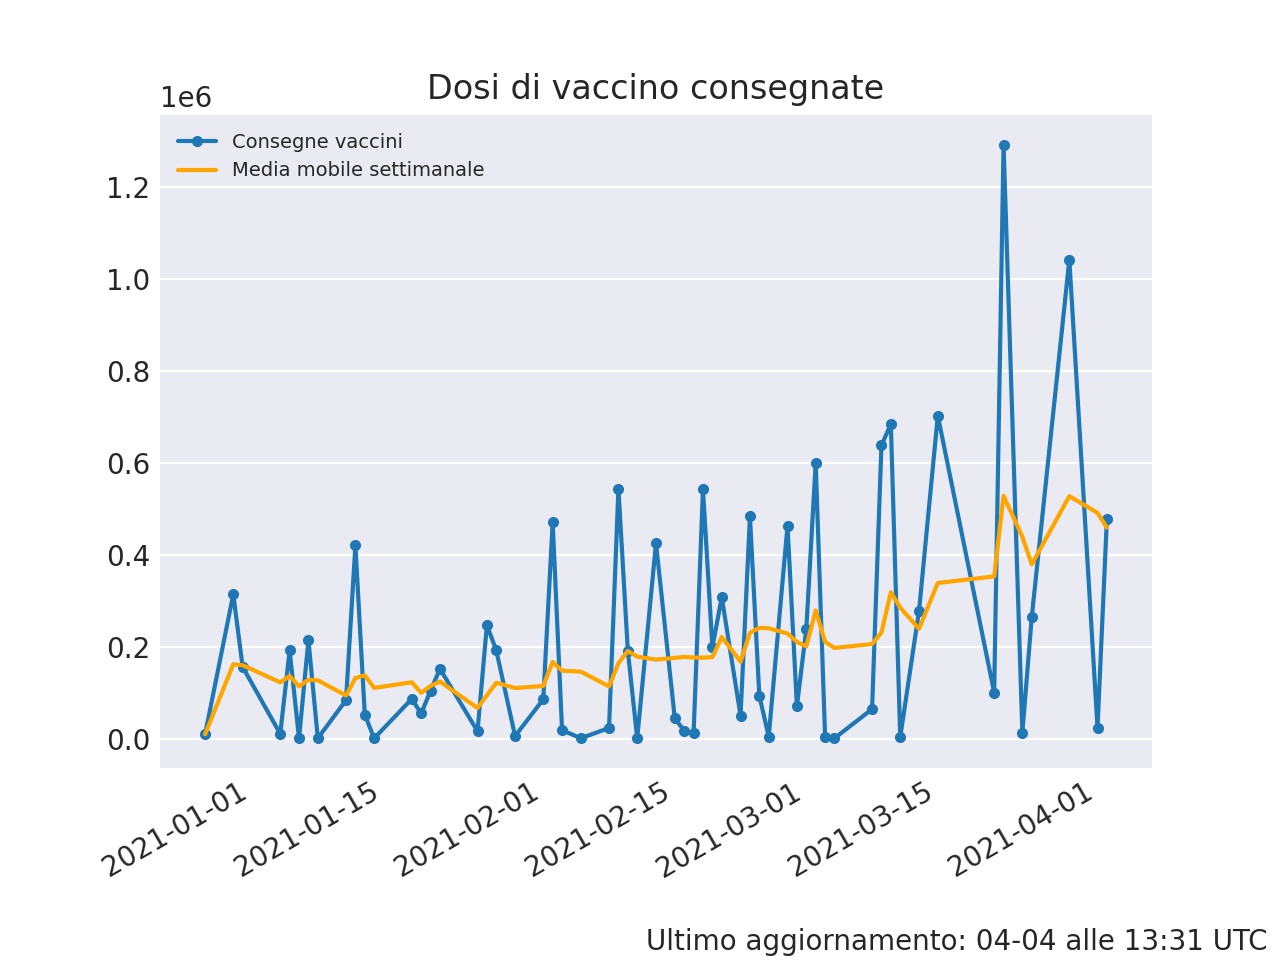 Dosi di vaccino consegnate
1e6
Consegne vaccini
Media mobile settimanale
1.2
1.0
0.8
0.6
0.4
0.2
0.0
2021-01-01
2021-01-15
2021-02-01
2021-02-15
2021-03-01
2021-03-15
2021-04-01
Ultimo aggiornamento: 04-04 alle 13:31 UTC